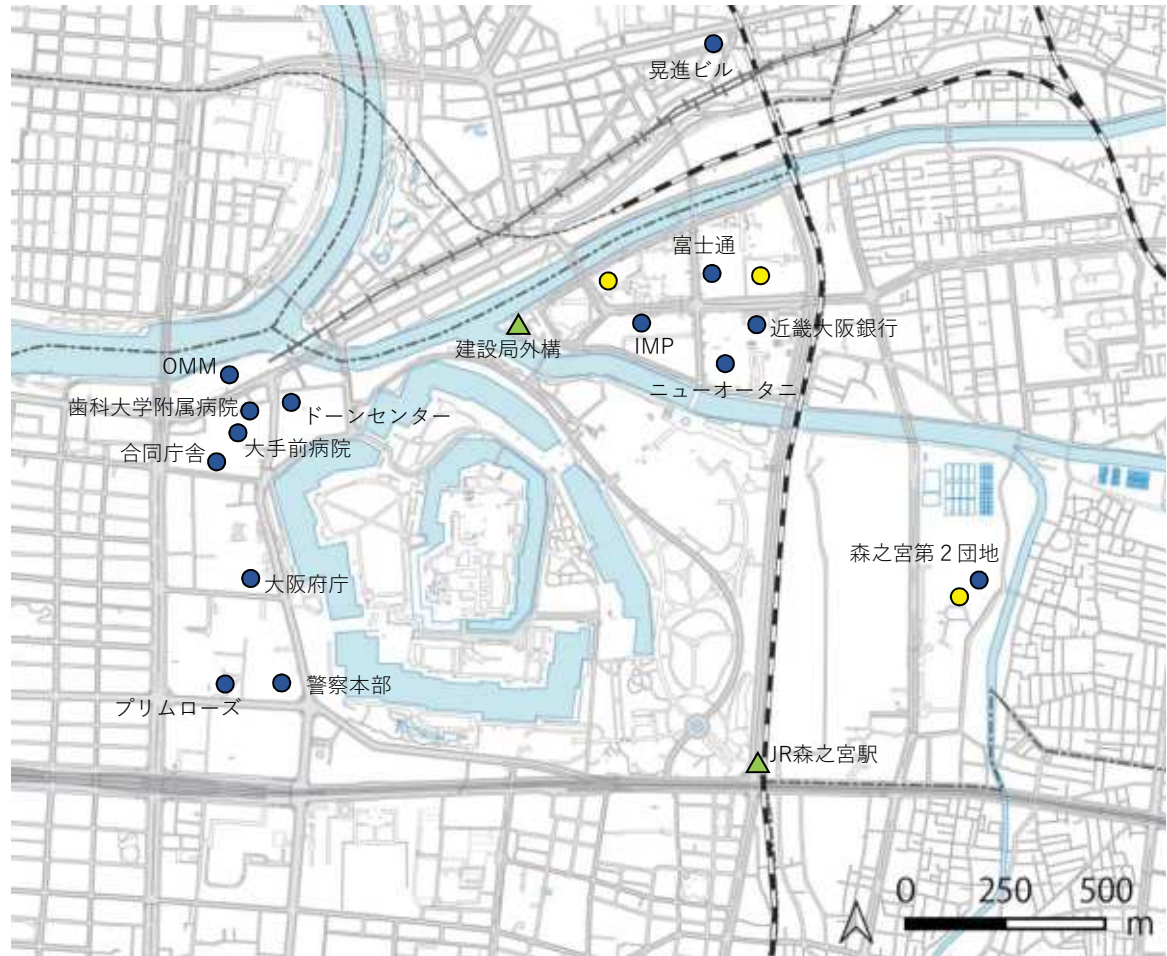 晃進ビル
富士通
建設局外構
IMP
近畿大阪銀行
ニューオータニ
OMM
歯科大学附属病院
ドーンセンター
合同庁舎
大手前病院
森之宮第２団地
大阪府庁
警察本部
プリムローズ
JR森之宮駅
0 250 500
m